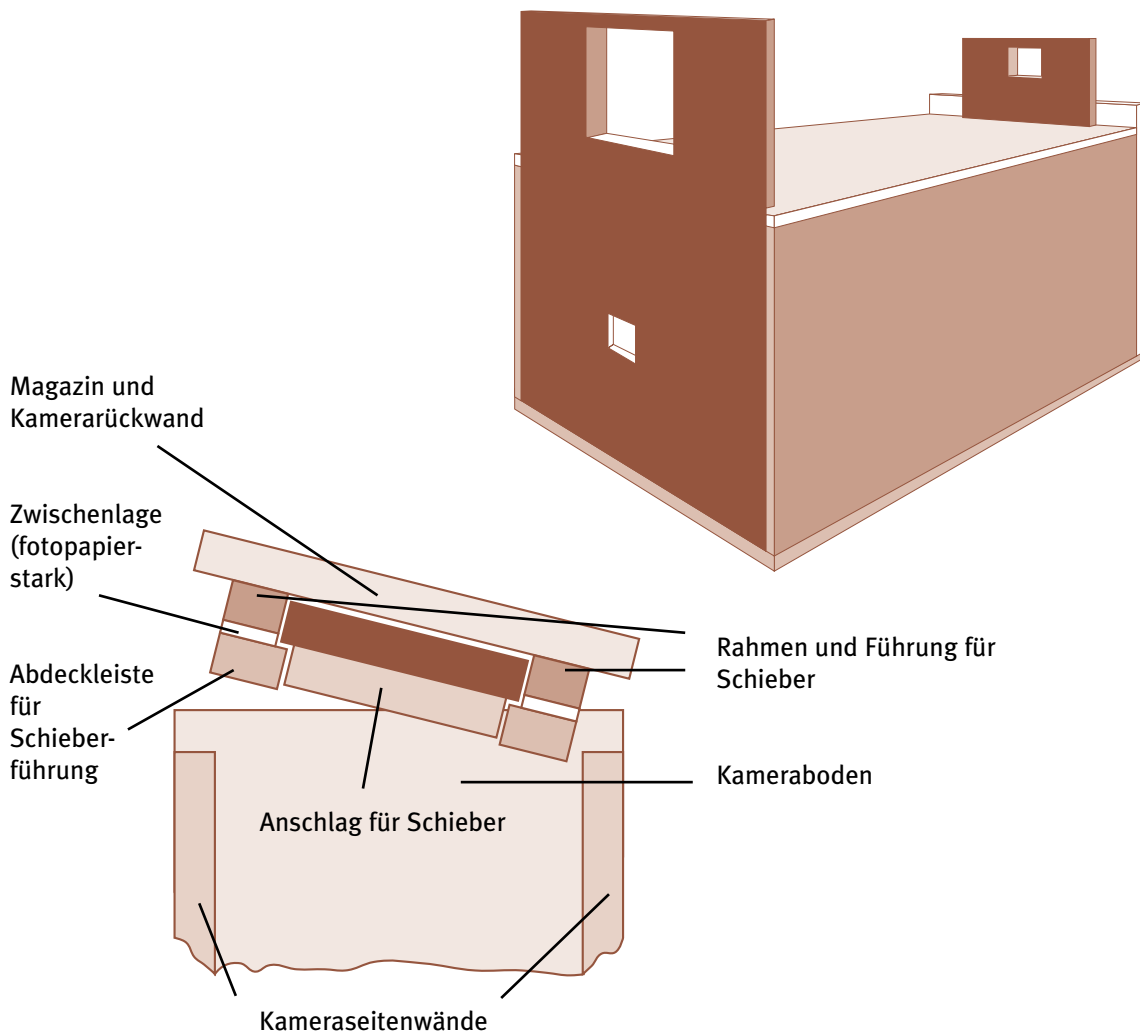 Magazin und
Kamerarückwand
Zwischenlage
(fotopapier-
stark)
Abdeckleiste
für
Schieber-
führung
Rahmen und Führung für
Schieber
Kameraboden
Anschlag für Schieber
Kameraseitenwände